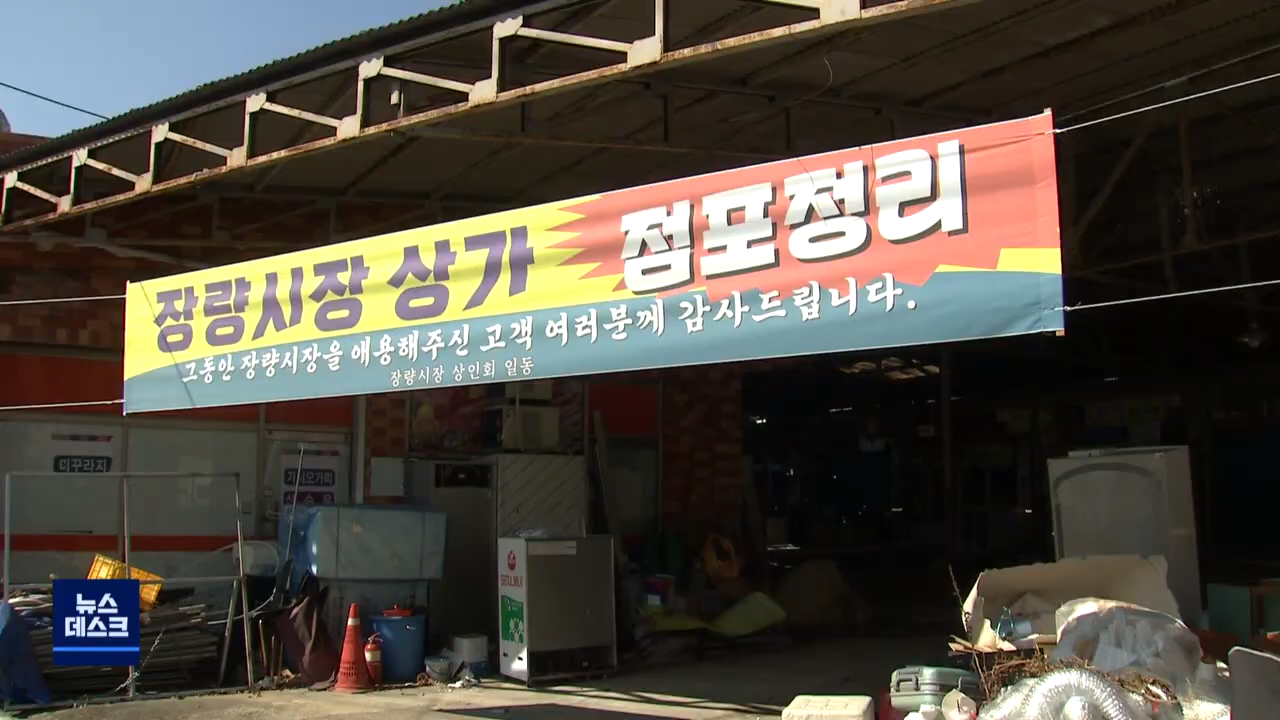 장량시장 상가 점포정리
그동안 장량시장을 애용해주신 고객 여러분께 감사드립니다.
장량시장 상인회 일동
미꾸라지
뉴스
데스크